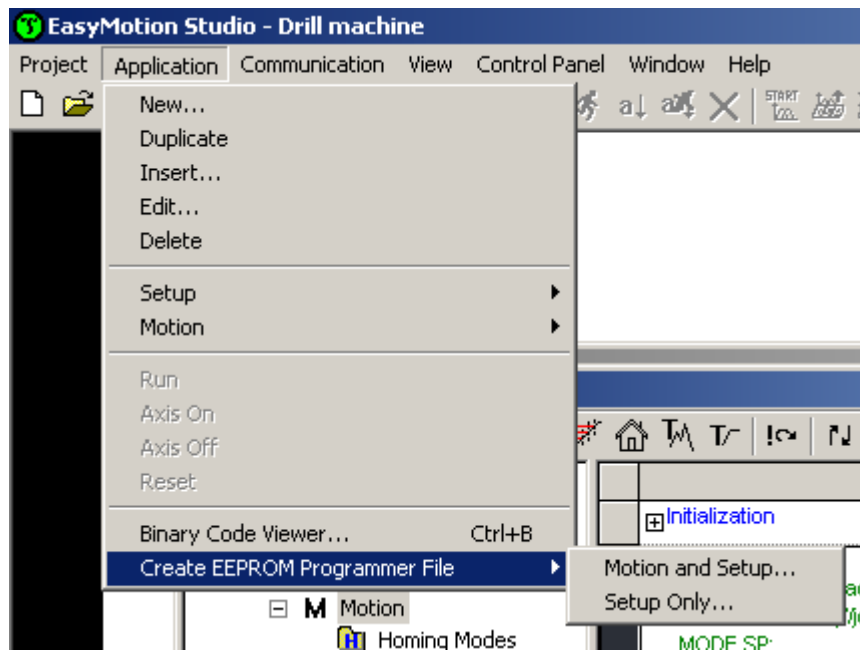 EasyMotion Studio - Drill machine
Project Application Communication View Control Panel Window Help
New...
Duplicate
Insert...
Edit...
Delete
Setup
Motion
Run
Axis On
Axis Off
Reset
Binary Code Viewer... Ctrl+B
Create EEPROM Programmer File
Motion and Setup...
Setup Only...
START
Initialization
M Motion
H Homing Modes
MODE SP;